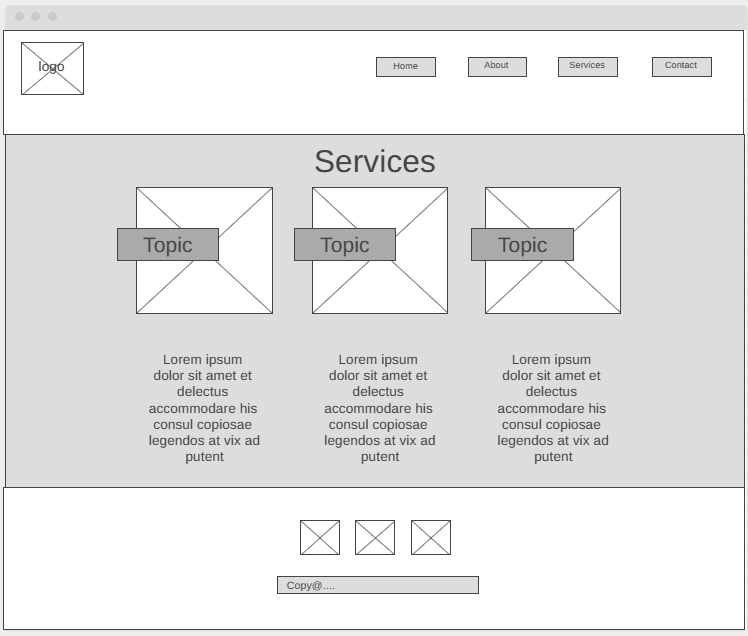 logo
Home
About
Services
Contact
Services
Topic
Topic
Topic
Lorem ipsum
dolor sit amet et
delectus
accommodare his
consul copiosae
legendos at vix ad
putent
Lorem ipsum
dolor sit amet et
delectus
accommodare his
consul copiosae
legendos at vix ad
putent
Lorem ipsum
dolor sit amet et
delectus
accommodare his
consul copiosae
legendos at vix ad
putent
Copy@....